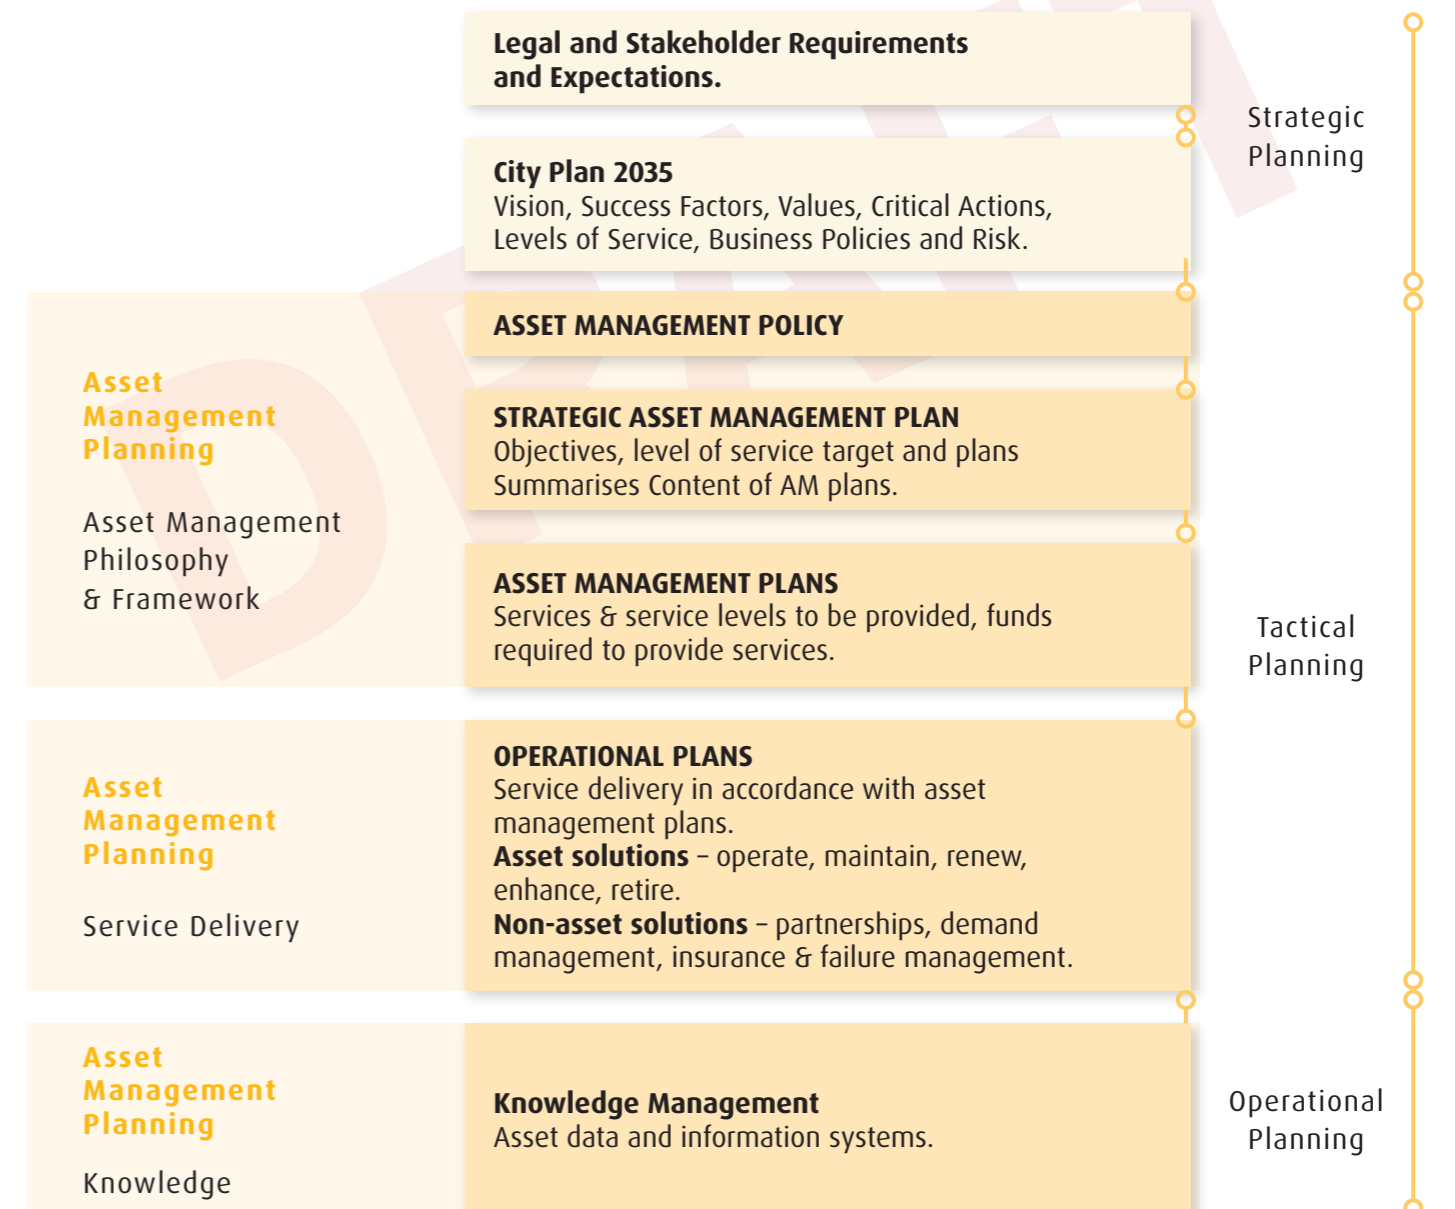 Legal and Stakeholder Requirements
and Expectations.
Strategic
Planning
City Plan 2035
Vision, Success Factors, Values, Critical Actions,
Levels of Service, Business Policies and Risk.
ASSET MANAGEMENT POLICY
Asset
Management
Planning
Asset Management
Philosophy
& Framework
STRATEGIC ASSET MANAGEMENT PLAN
Objectives, level of service target and plans
Summarises Content of AM plans.
ASSET MANAGEMENT PLANS
Services & service levels to be provided, funds
required to provide services.
Tactical
Planning
Asset
Management
Planning
Service Delivery
OPERATIONAL PLANS
Service delivery in accordance with asset
management plans.
Asset solutions – operate, maintain, renew,
enhance, retire.
Non-asset solutions – partnerships, demand
management, insurance & failure management.
Asset
Management
Planning
Knowledge
Knowledge Management
Asset data and information systems.
Operational
Planning
DRAFT